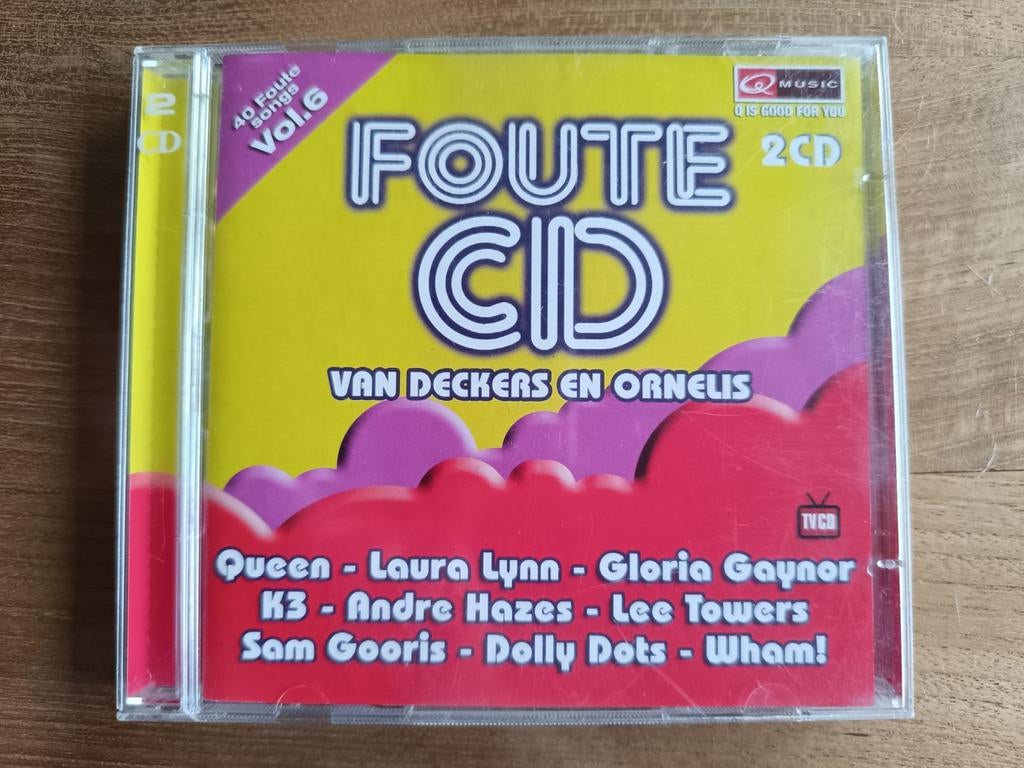 2
CD
40 Foute
songs
Vol.6
Q MUSIC
Q IS GOOD FOR YOU
2CD
FOUTE
CD
VAN DECKERS EN ORNELIS
TVCD
Queen - Laura Lynn - Gloria Gaynor
K3 - Andre Hazes - Lee Towers
Sam Gooris - Dolly Dots - Wham!